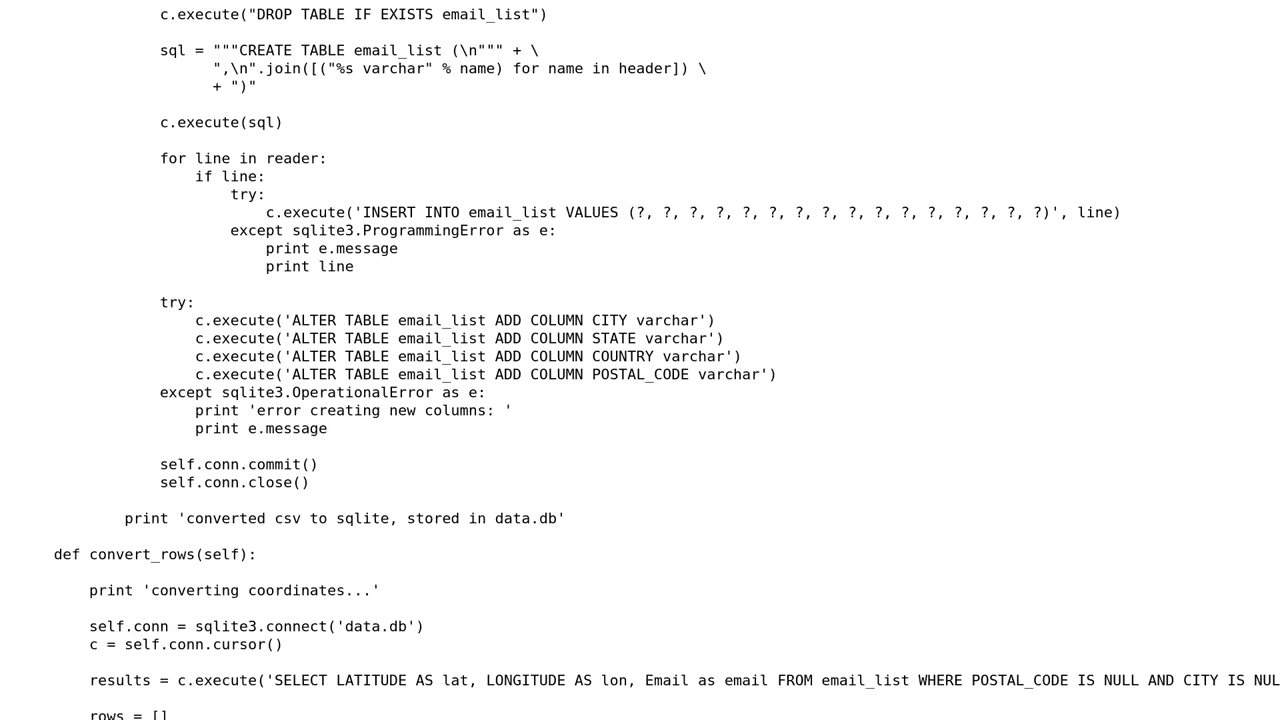 c.execute("DROP TABLE IF EXISTS email_list")
sql = """CREATE TABLE email_list (\n""" + \
",\n".join([("%s varchar" % name) for name in header]) \
+ ")"
c.execute(sql)
for line in reader:
if line:
try:
c.execute('INSERT INTO email_list VALUES (?, ?, ?, ?, ?, ?, ?, ?, ?, ?, ?, ?, ?, ?, ?, ?)', line)
except sqlite3.ProgrammingError as e:
print e.message
print line
try:
c.execute('ALTER TABLE email_list ADD COLUMN CITY varchar')
c.execute('ALTER TABLE email_list ADD COLUMN STATE varchar')
c.execute('ALTER TABLE email_list ADD COLUMN COUNTRY varchar')
c.execute('ALTER TABLE email_list ADD COLUMN POSTAL_CODE varchar')
except sqlite3.OperationalError as e:
print 'error creating new columns: '
print e.message
self.conn.commit()
self.conn.close()
print 'converted csv to sqlite, stored in data.db'
def convert_rows(self):
print 'converting coordinates...'
self.conn = sqlite3.connect('data.db')
c = self.conn.cursor()
results = c.execute('SELECT LATITUDE AS lat, LONGITUDE AS lon, Email as email FROM email_list WHERE POSTAL_CODE IS NULL AND CITY IS NUL
rows = []